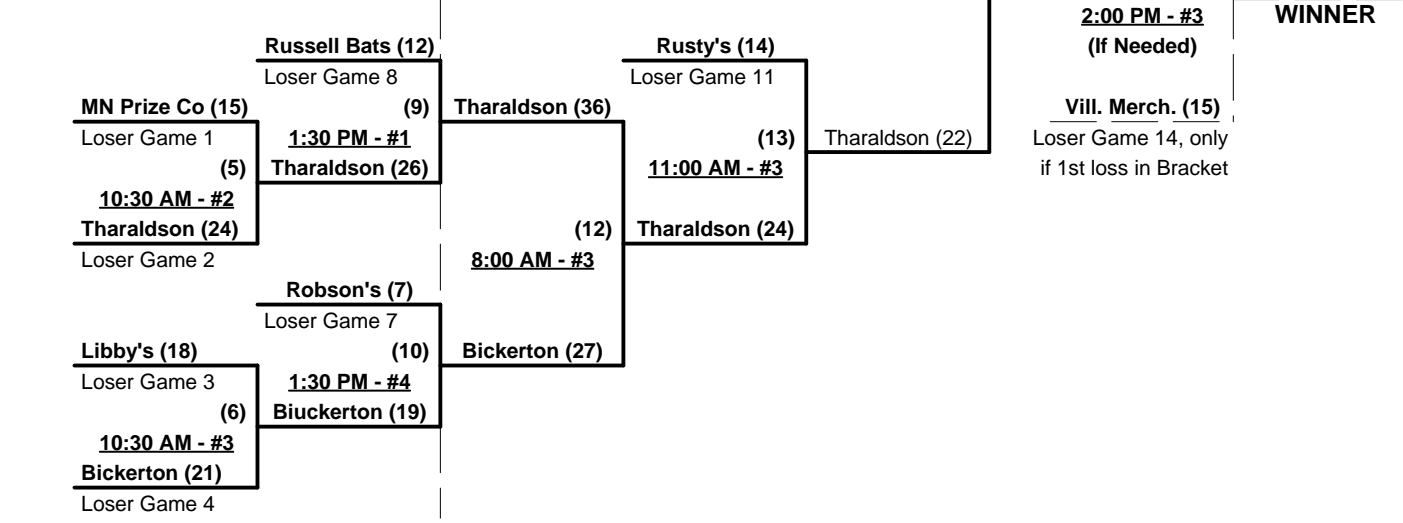 2:00 PM - #3 WINNER
Russell Bats (12) Rusty's (14) (If Needed)
Loser Game 8 Loser Game 11
MN Prize Co (15) (9) Tharaldson (36) Vill. Merch. (15)
Loser Game 1 1:30 PM - #1 (13) Tharaldson (22) Loser Game 14, only
(5) Tharaldson (26) 11:00 AM - #3 if 1st loss in Bracket
10:30 AM - #2
Tharaldson (24) (12) Tharaldson (24)
Loser Game 2 8:00 AM - #3
Robson's (7)
Loser Game 7
Libby's (18) (10) Bickerton (27)
Loser Game 3 1:30 PM - #4
(6) Biuckerton (19)
10:30 AM - #3
Bickerton (21)
Loser Game 4